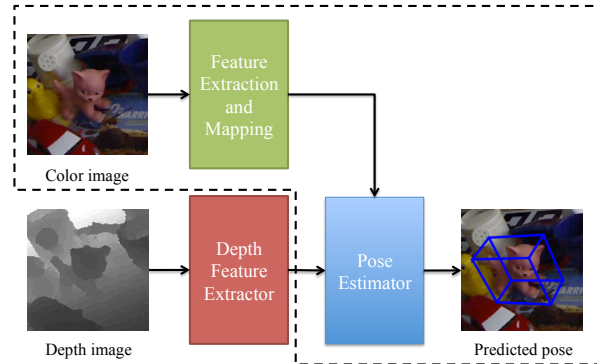 Feature
Extraction
and
Mapping
Color image
Depth
Feature
Extractor
Pose
Estimator
Depth image
Predicted pose